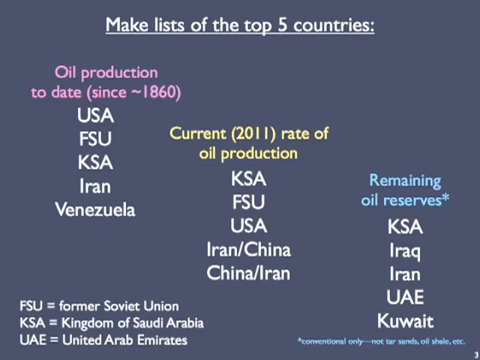 Make lists of the top 5 countries:
Oil production
to date (since ~1860)
USA
FSU
KSA
Iran
Venezuela
Current (2011) rate of
oil production
KSA
FSU
USA
Iran/China
China/Iran
Remaining
oil reserves*
KSA
Iraq
Iran
UAE
Kuwait
FSU = former Soviet Union
KSA = Kingdom of Saudi Arabia
UAE = United Arab Emirates
*conventional only—not tar sands, oil shale, etc.
3